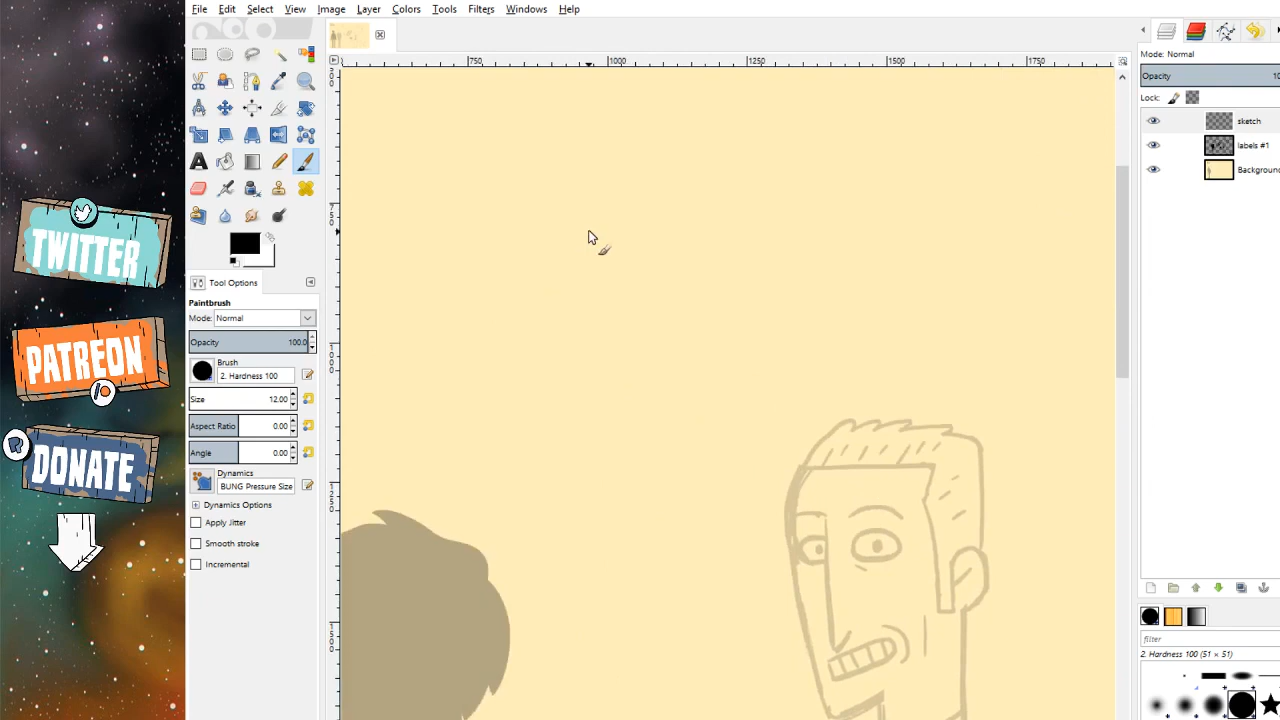 File Edit Select View Image Layer Colors Tools Filters Windows Help
750 1000 1250 1500 750
Mode: Normal
Opacity 10
Lock:
sketch
labels #1
Background
TWITTER
PATREON
DONATE
Tool Options
Paintbrush
Mode: Normal
Opacity 100.0
Brush
2. Hardness 100
Size 12.00
Aspect Ratio 0.00
Angle 0.00
Dynamics
BUNG Pressure Size
Dynamics Options
Apply Jitter
Smooth stroke
Incremental
filter
2. Hardness 100 (51 × 51)